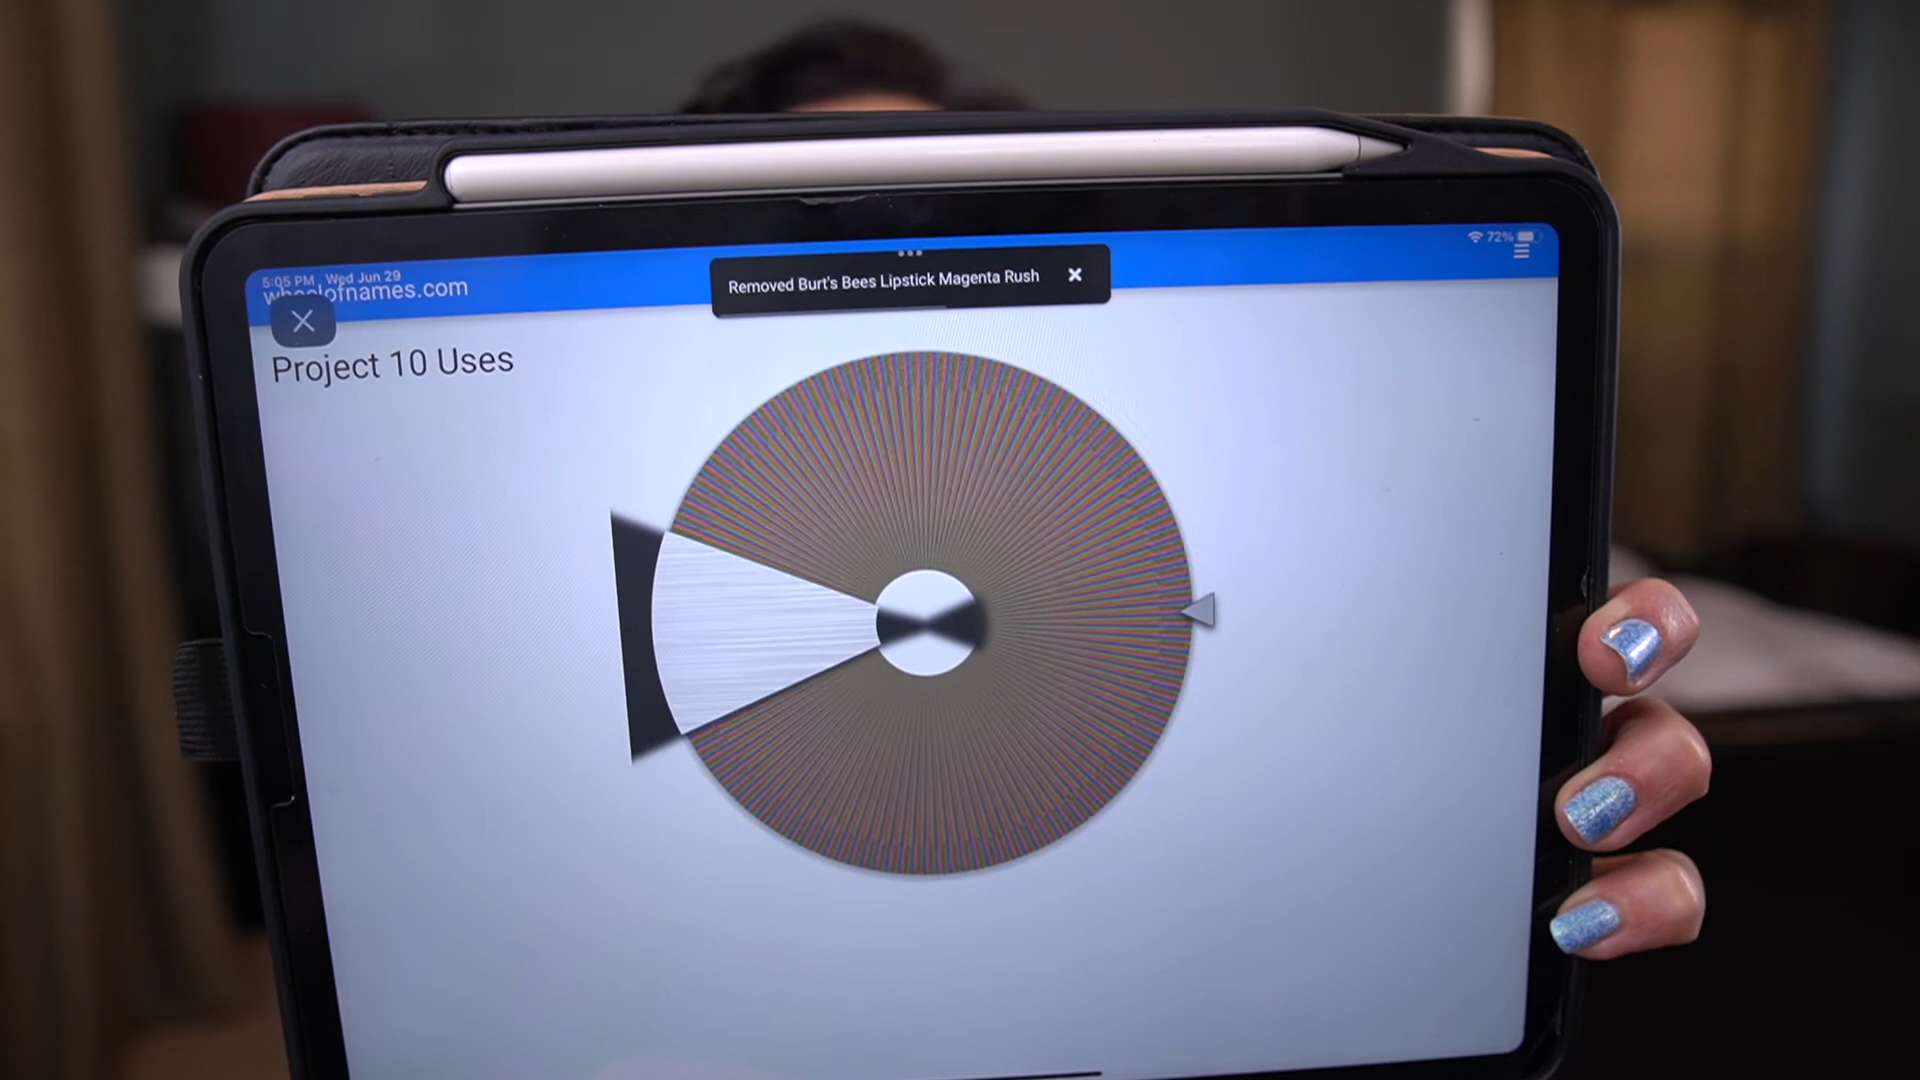 5:05 PM Wed Jun 29
72%
wheelofnames.com
Removed Burt's Bees Lipstick Magenta Rush
Project 10 Uses